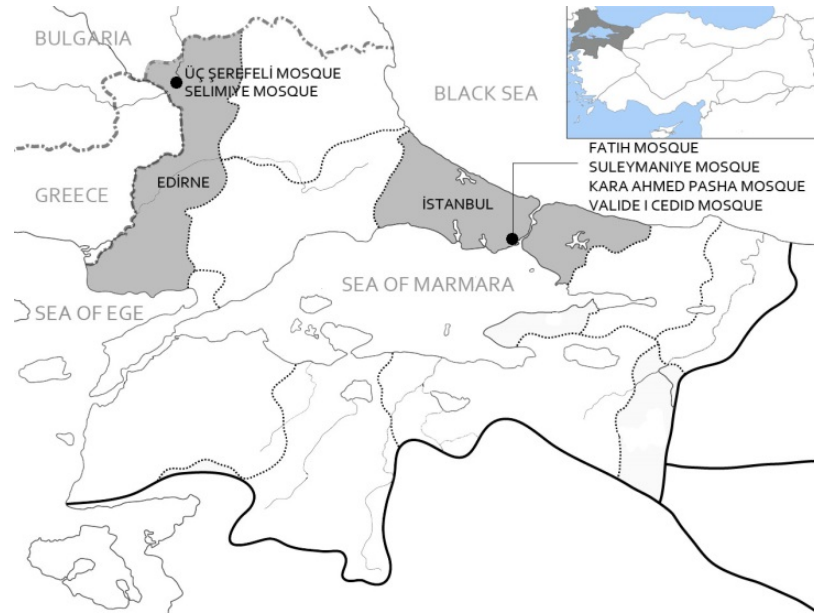 BULGARIA
ÜÇ ŞEREFELİ MOSQUE
SELIMIYE MOSQUE
BLACK SEA
FATIH MOSQUE
SULEYMANIYE MOSQUE
KARA AHMED PASHA MOSQUE
VALIDE I CEDID MOSQUE
GREECE
EDİRNE
İSTANBUL
SEA OF MARMARA
SEA OF EGE